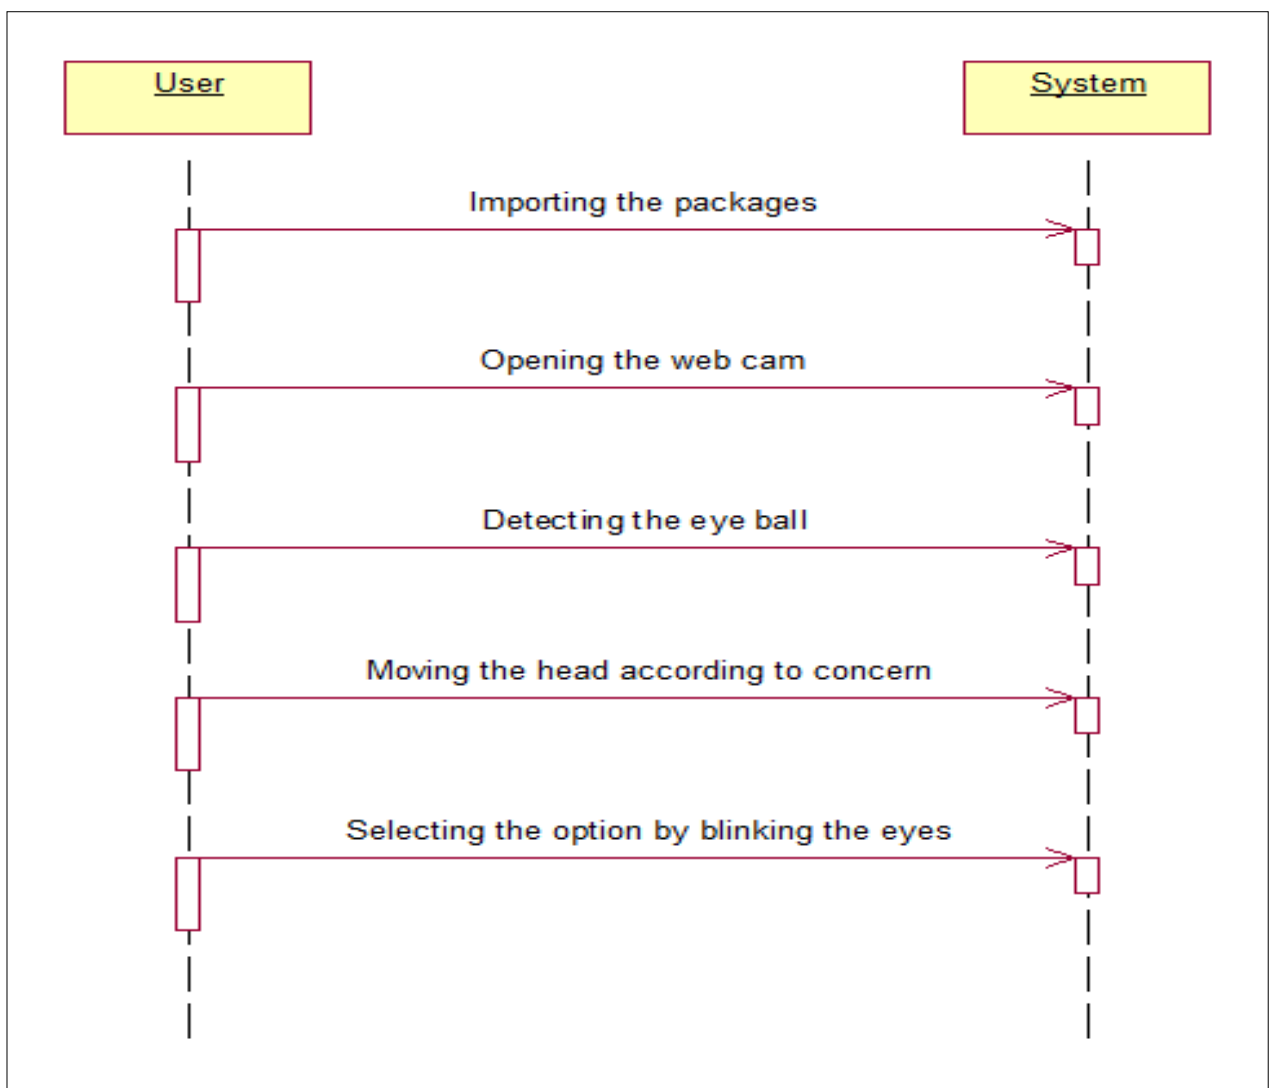 User
System
Importing the packages
Opening the web cam
Detecting the eye ball
Moving the head according to concern
Selecting the option by blinking the eyes